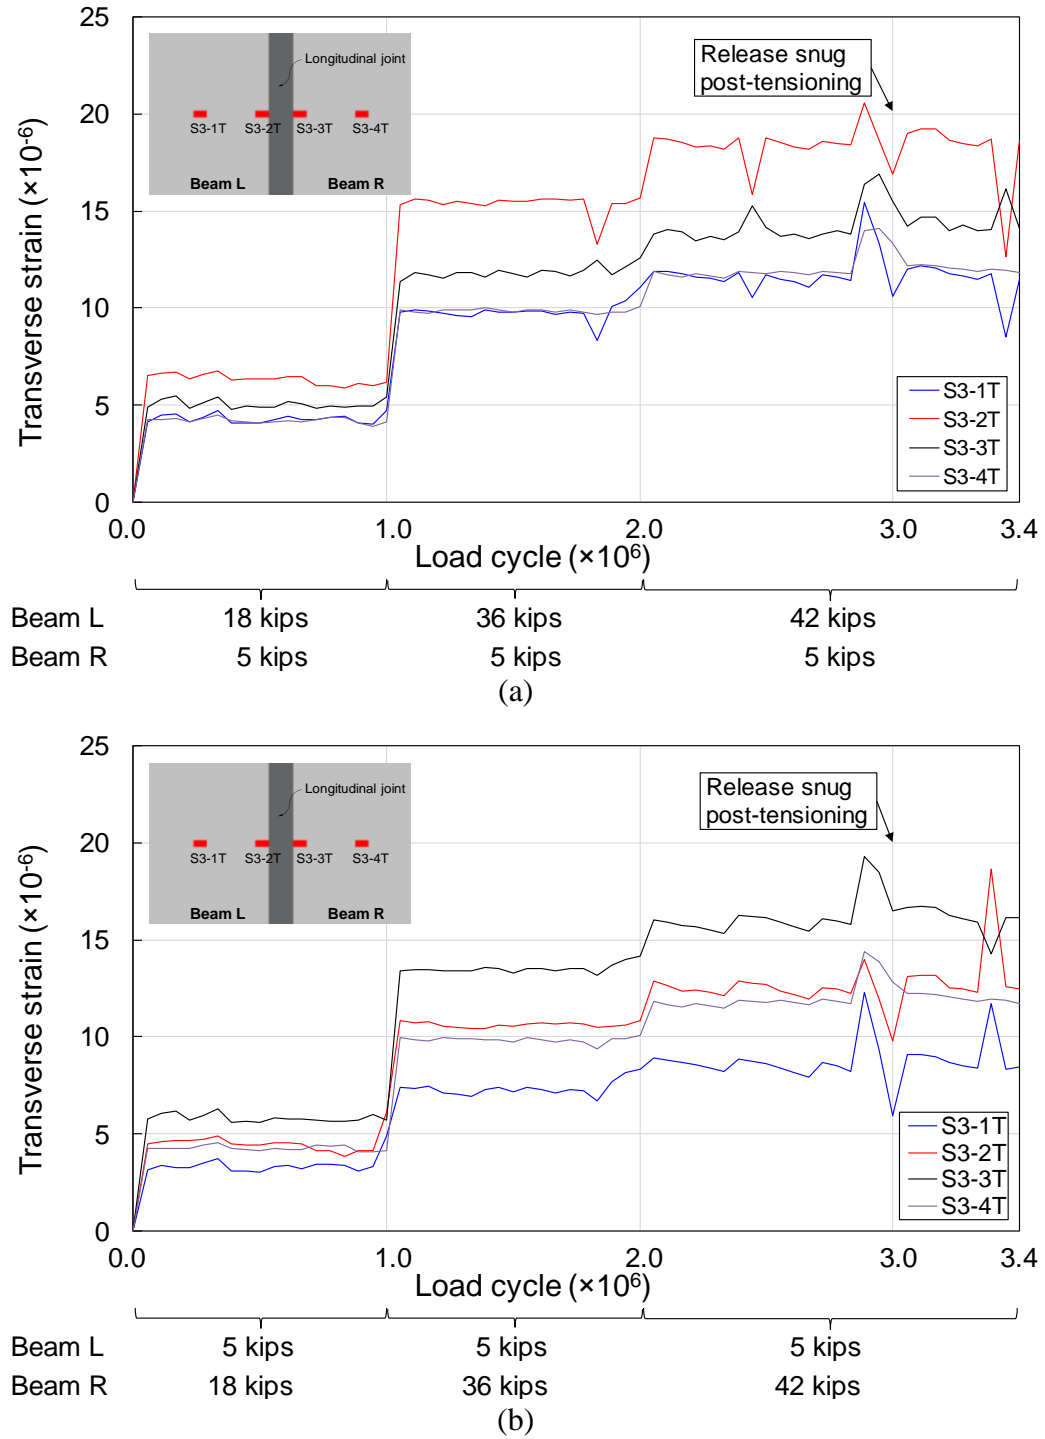 25
20
15
10
5
0
Transverse strain (×10⁻⁶)
Longitudinal joint
S3-1T S3-2T S3-3T S3-4T
Beam L Beam R
Release snug
post-tensioning
S3-1T
S3-2T
S3-3T
S3-4T
0.0 1.0 2.0 3.0 3.4
Load cycle (×10⁶)
Beam L 18 kips 36 kips 42 kips
Beam R 5 kips 5 kips 5 kips
(a)
25
20
15
10
5
0
Transverse strain (×10⁻⁶)
Longitudinal joint
S3-1T S3-2T S3-3T S3-4T
Beam L Beam R
Release snug
post-tensioning
S3-1T
S3-2T
S3-3T
S3-4T
0.0 1.0 2.0 3.0 3.4
Load cycle (×10⁶)
Beam L 5 kips 5 kips 5 kips
Beam R 18 kips 36 kips 42 kips
(b)